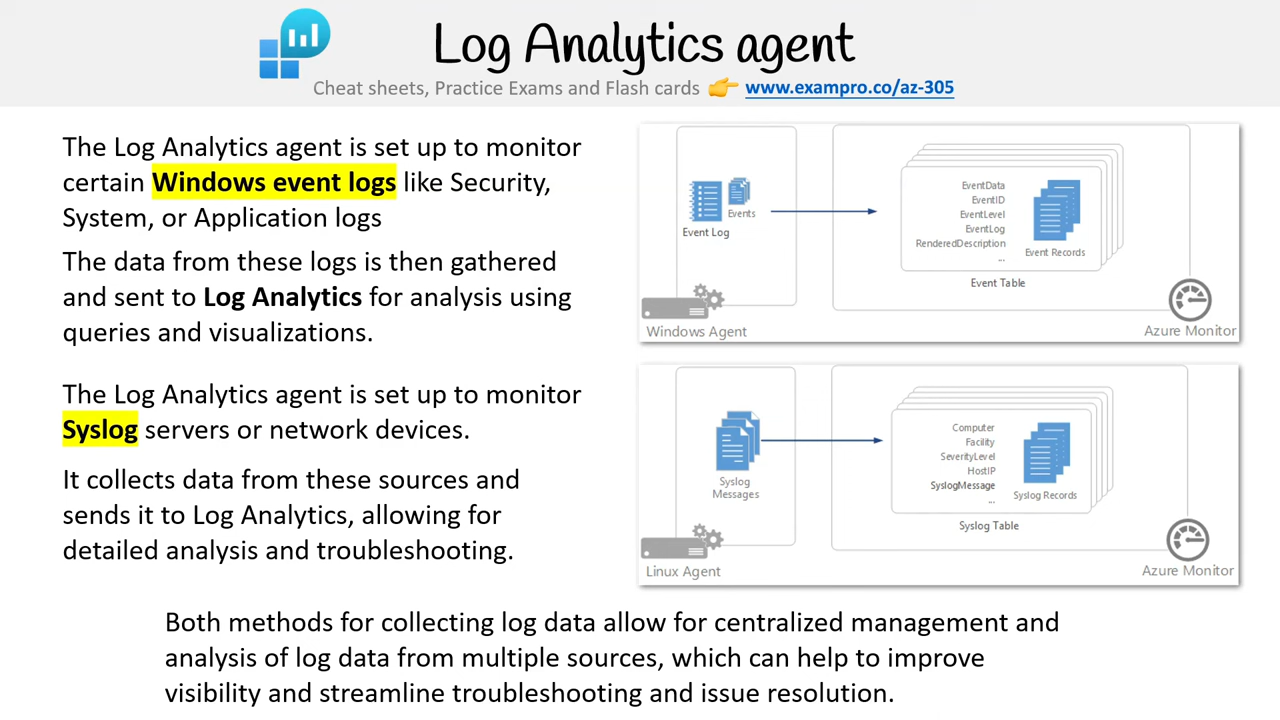 Log Analytics agent
Cheat sheets, Practice Exams and Flash cards 👉 www.exampro.co/az-305
The Log Analytics agent is set up to monitor
certain Windows event logs like Security,
System, or Application logs
The data from these logs is then gathered
and sent to Log Analytics for analysis using
queries and visualizations.
The Log Analytics agent is set up to monitor
Syslog servers or network devices.
It collects data from these sources and
sends it to Log Analytics, allowing for
detailed analysis and troubleshooting.
Events
Event Log
Windows Agent
EventData
EventID
EventLevel
EventLog
RenderedDescription
...
Event Records
Event Table
Azure Monitor
Syslog
Messages
Linux Agent
Computer
Facility
SeverityLevel
HostIP
SyslogMessage
...
Syslog Records
Syslog Table
Azure Monitor
Both methods for collecting log data allow for centralized management and
analysis of log data from multiple sources, which can help to improve
visibility and streamline troubleshooting and issue resolution.